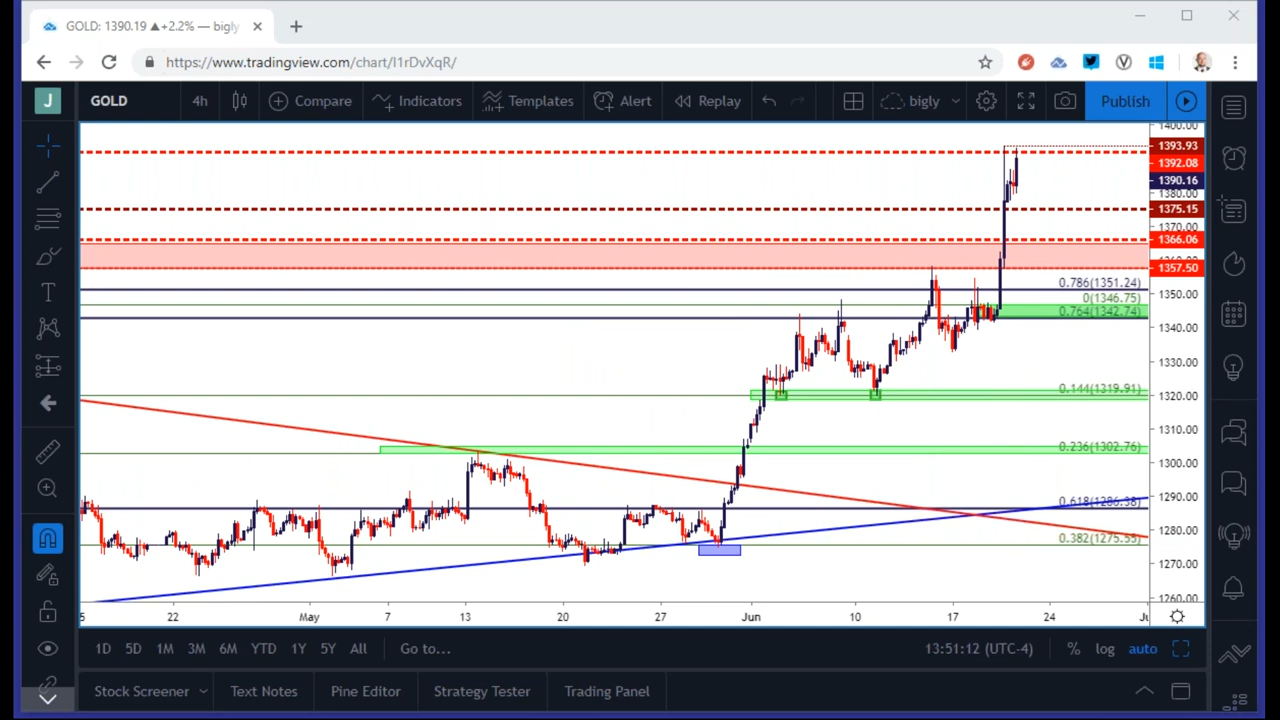 GOLD: 1390.19 ▲+2.2% — bigly
https://www.tradingview.com/chart/I1rDvXqR/
J
GOLD
4h
Compare
Indicators
Templates
Alert
Replay
bigly
Publish
1400.00
1393.93
1392.08
1390.16
1380.00
1375.15
1370.00
1366.06
1357.50
0.786(1351.24)
1350.00
0(1346.75)
0.764(1342.74)
1340.00
1330.00
0.144(1319.91)
1320.00
1310.00
0.236(1302.76)
1300.00
1290.00
0.618(1286.38)
1280.00
0.382(1275.55)
1270.00
1260.00
5 22 May 7 13 20 27 Jun 10 17 24
1D 5D 1M 3M 6M YTD 1Y 5Y All Go to... 13:51:12 (UTC-4) % log auto
Stock Screener Text Notes Pine Editor Strategy Tester Trading Panel